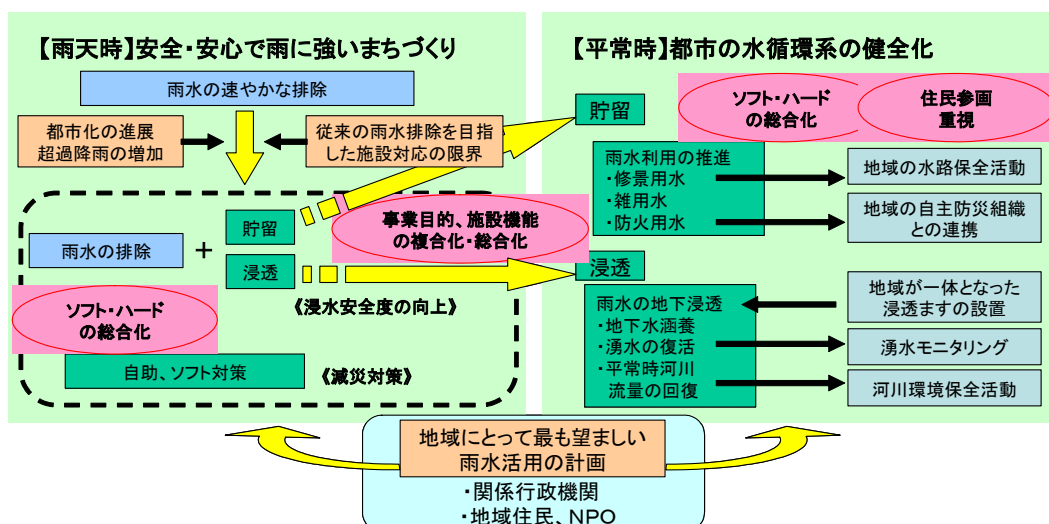 【雨天時】安全・安心で雨に強いまちづくり
雨水の速やかな排除
都市化の進展
超過降雨の増加
従来の雨水排除を目指
した施設対応の限界
雨水の排除
+
貯留
浸透
事業目的、施設機能
の複合化・総合化
《浸水安全度の向上》
ソフト・ハード
の総合化
自助、ソフト対策
《減災対策》
【平常時】都市の水循環系の健全化
ソフト・ハード
の総合化
住民参画
重視
貯留
雨水利用の推進
・修景用水
・雑用水
・防火用水
地域の水路保全活動
地域の自主防災組織
との連携
浸透
雨水の地下浸透
・地下水涵養
・湧水の復活
・平常時河川
流量の回復
地域が一体となった
浸透ますの設置
湧水モニタリング
河川環境保全活動
地域にとって最も望ましい
雨水活用の計画
・関係行政機関
・地域住民、NPO